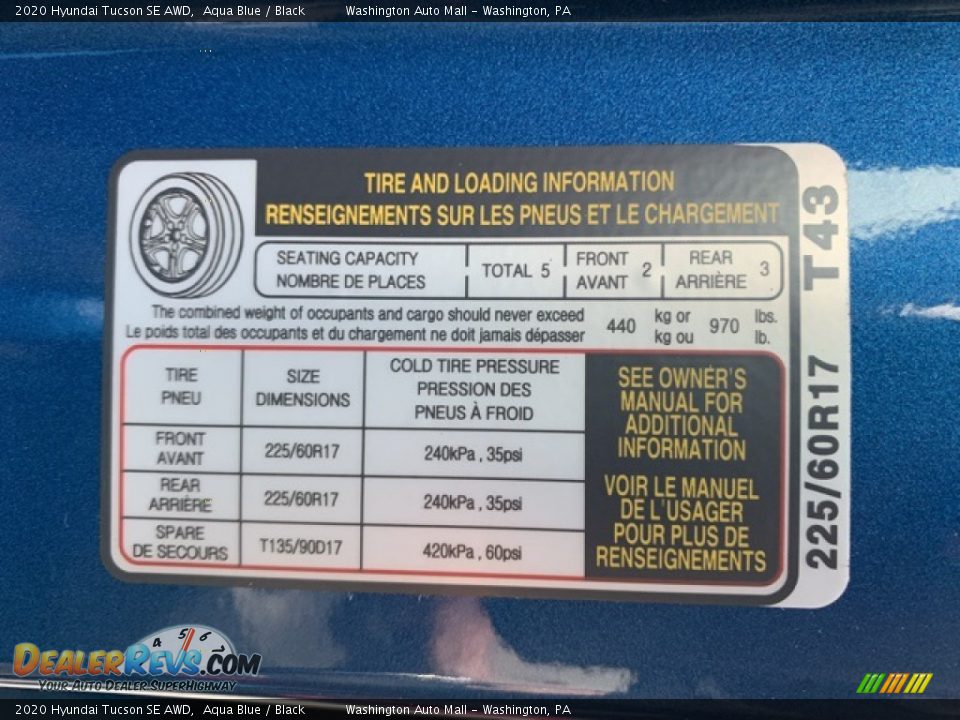 2020 Hyundai Tucson SE AWD, Aqua Blue / Black Washington Auto Mall - Washington, PA
TIRE AND LOADING INFORMATION
RENSEIGNEMENTS SUR LES PNEUS ET LE CHARGEMENT
SEATING CAPACITY
NOMBRE DE PLACES
TOTAL 5
FRONT
AVANT 2
REAR
ARRIÈRE 3
The combined weight of occupants and cargo should never exceed
Le poids total des occupants et du chargement ne doit jamais dépasser
440 kg or 970 lbs.
kg ou lb.
TIRE
PNEU
SIZE
DIMENSIONS
COLD TIRE PRESSURE
PRESSION DES
PNEUS À FROID
FRONT
AVANT
225/60R17
240kPa , 35psi
REAR
ARRIÈRE
225/60R17
240kPa , 35psi
SPARE
DE SECOURS
T135/90D17
420kPa , 60psi
SEE OWNER'S
MANUAL FOR
ADDITIONAL
INFORMATION
VOIR LE MANUEL
DE L'USAGER
POUR PLUS DE
RENSEIGNEMENTS
225/60R17 T43
4 5 6
DEALERREVS.COM
YOUR AUTO DEALER SUPERHIGHWAY
2020 Hyundai Tucson SE AWD, Aqua Blue / Black Washington Auto Mall - Washington, PA